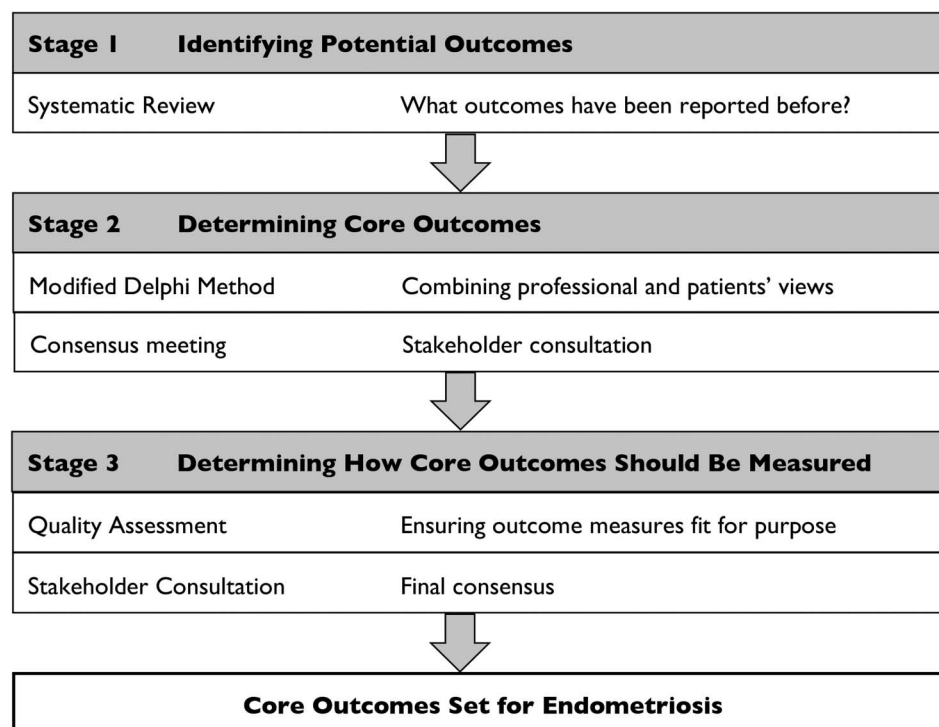 Stage 1 Identifying Potential Outcomes
Systematic Review What outcomes have been reported before?
Stage 2 Determining Core Outcomes
Modified Delphi Method Combining professional and patients’ views
Consensus meeting Stakeholder consultation
Stage 3 Determining How Core Outcomes Should Be Measured
Quality Assessment Ensuring outcome measures fit for purpose
Stakeholder Consultation Final consensus
Core Outcomes Set for Endometriosis